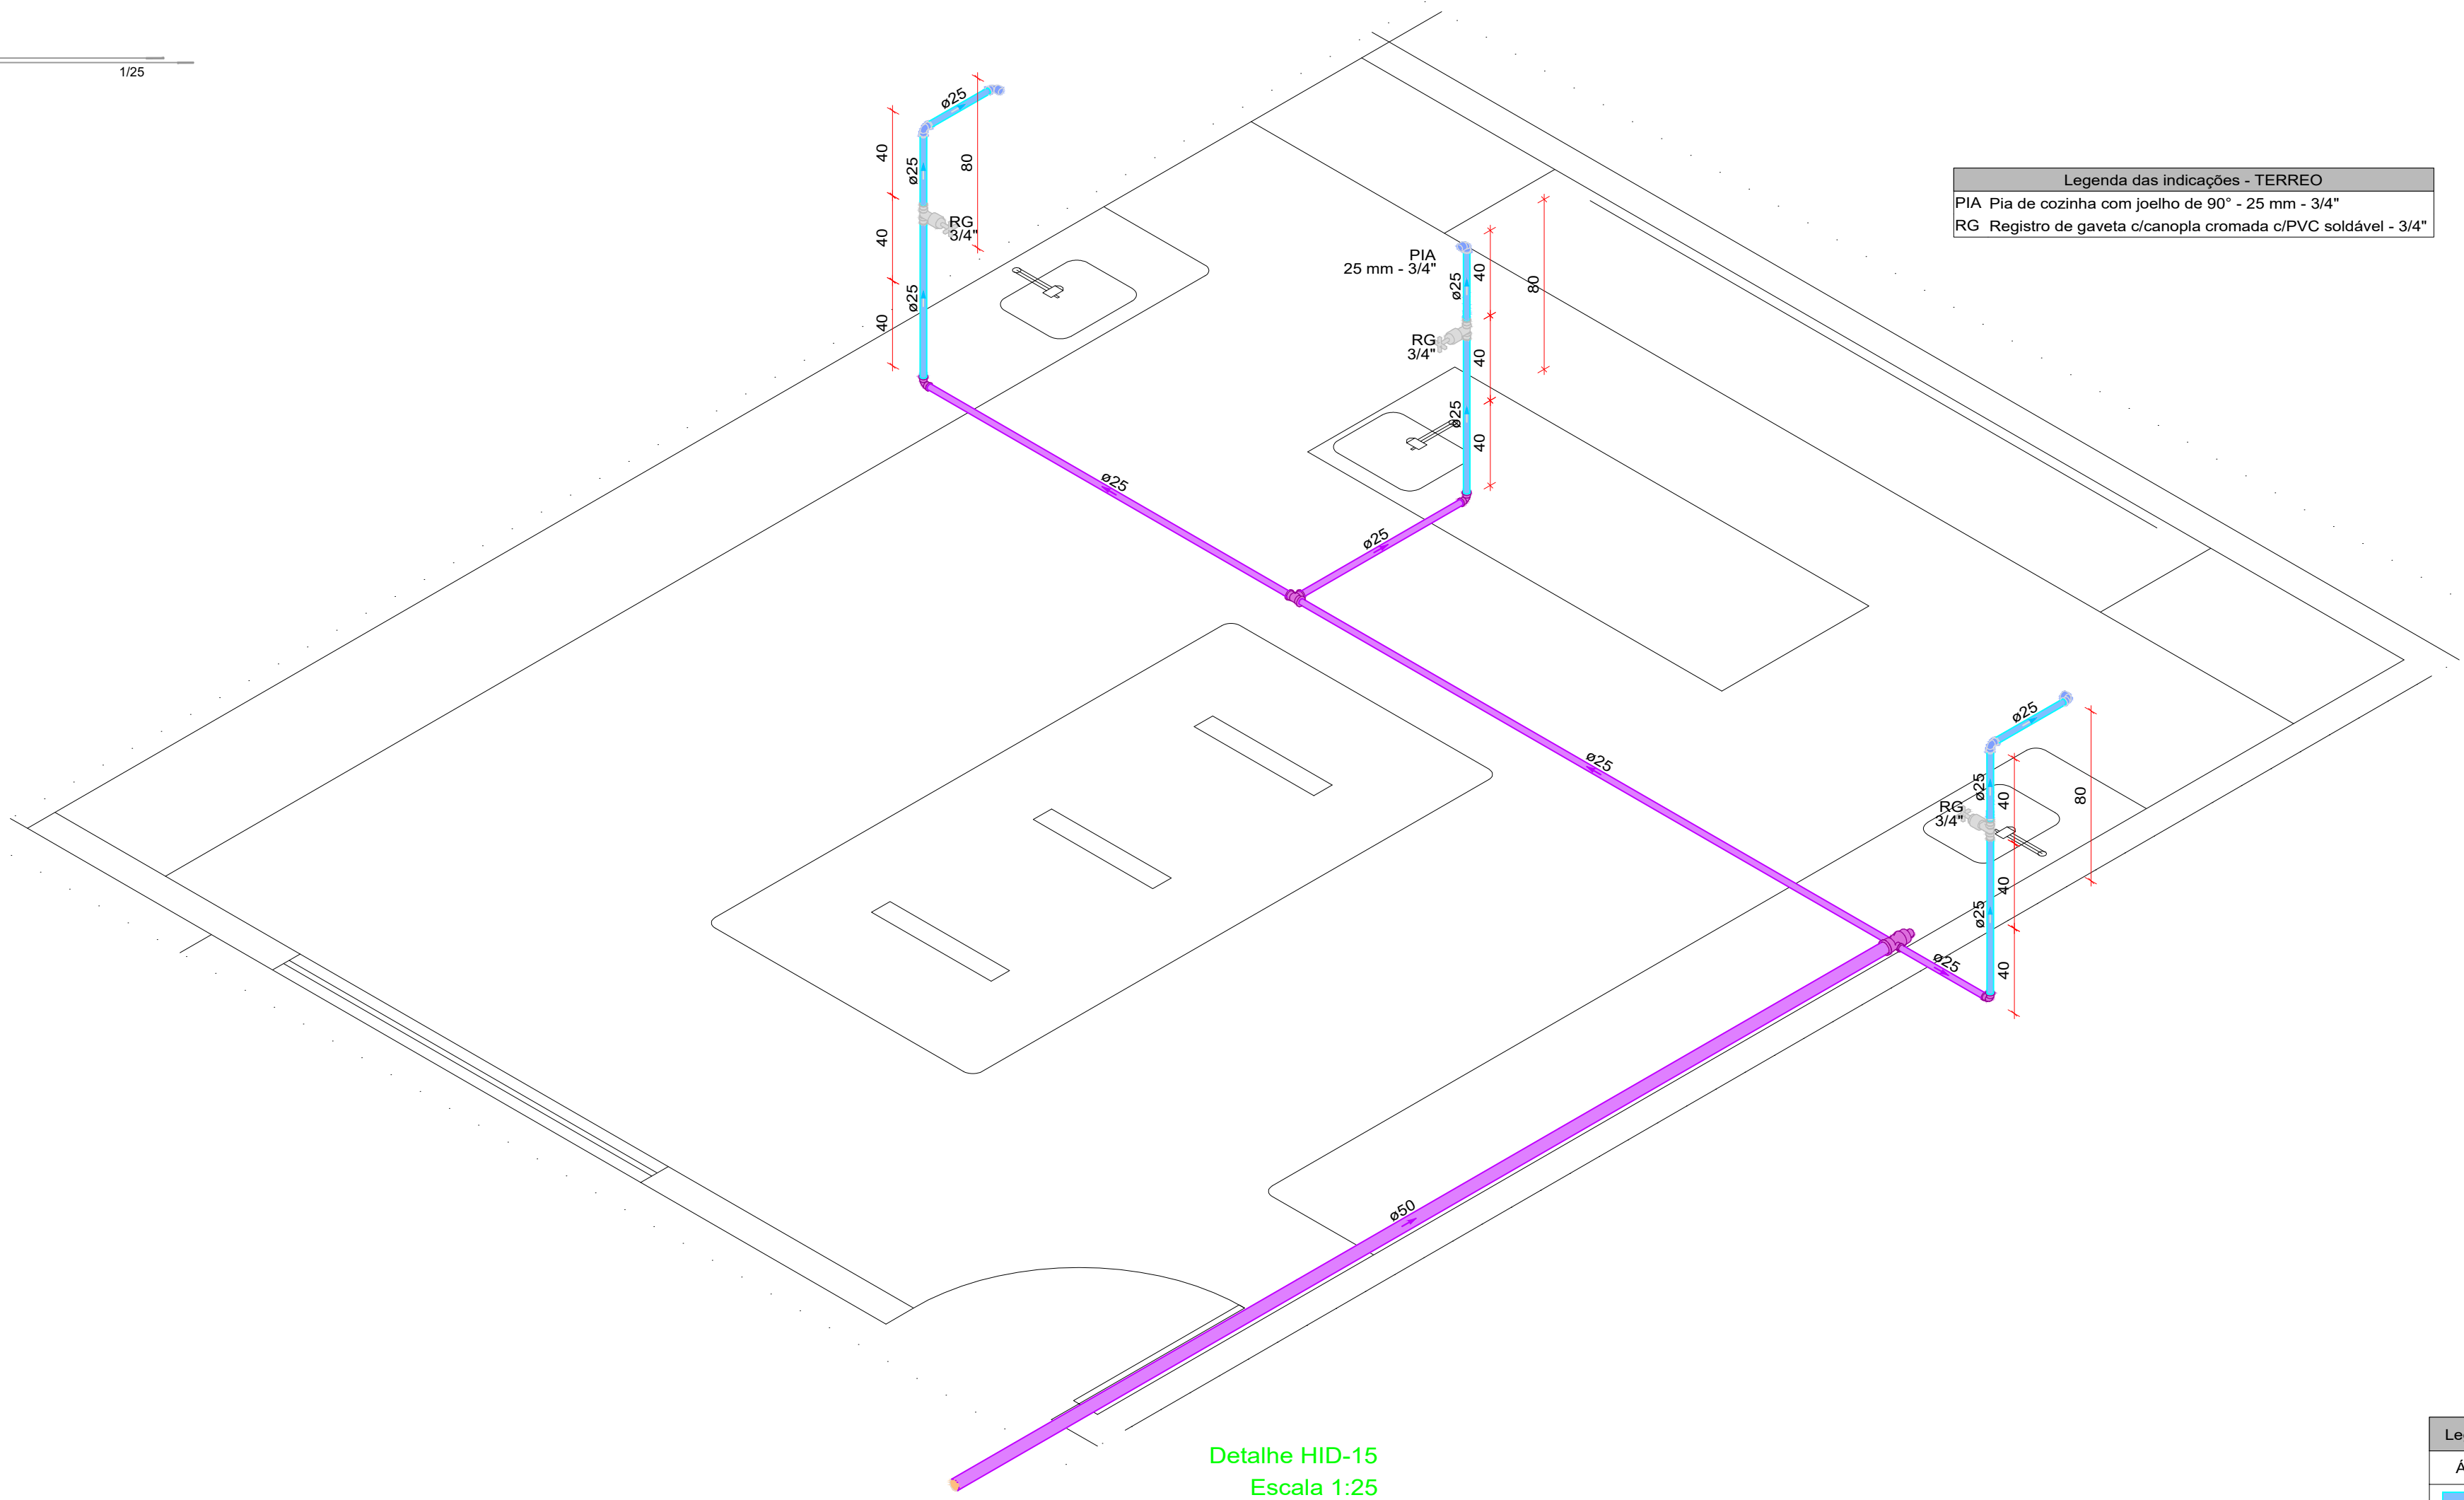 1/25
ø25
40
ø25
80
RG
3/4"
40
ø25
40
Legenda das indicações - TERREO
PIA Pia de cozinha com joelho de 90° - 25 mm - 3/4"
RG Registro de gaveta c/canopla cromada c/PVC soldável - 3/4"
PIA
25 mm - 3/4"
ø25
40
80
RG
3/4"
40
ø25
40
ø25
ø25
ø25
ø25
ø25
40
80
RG
3/4"
40
ø25
40
ø25
ø50
Detalhe HID-15
Escala 1:25